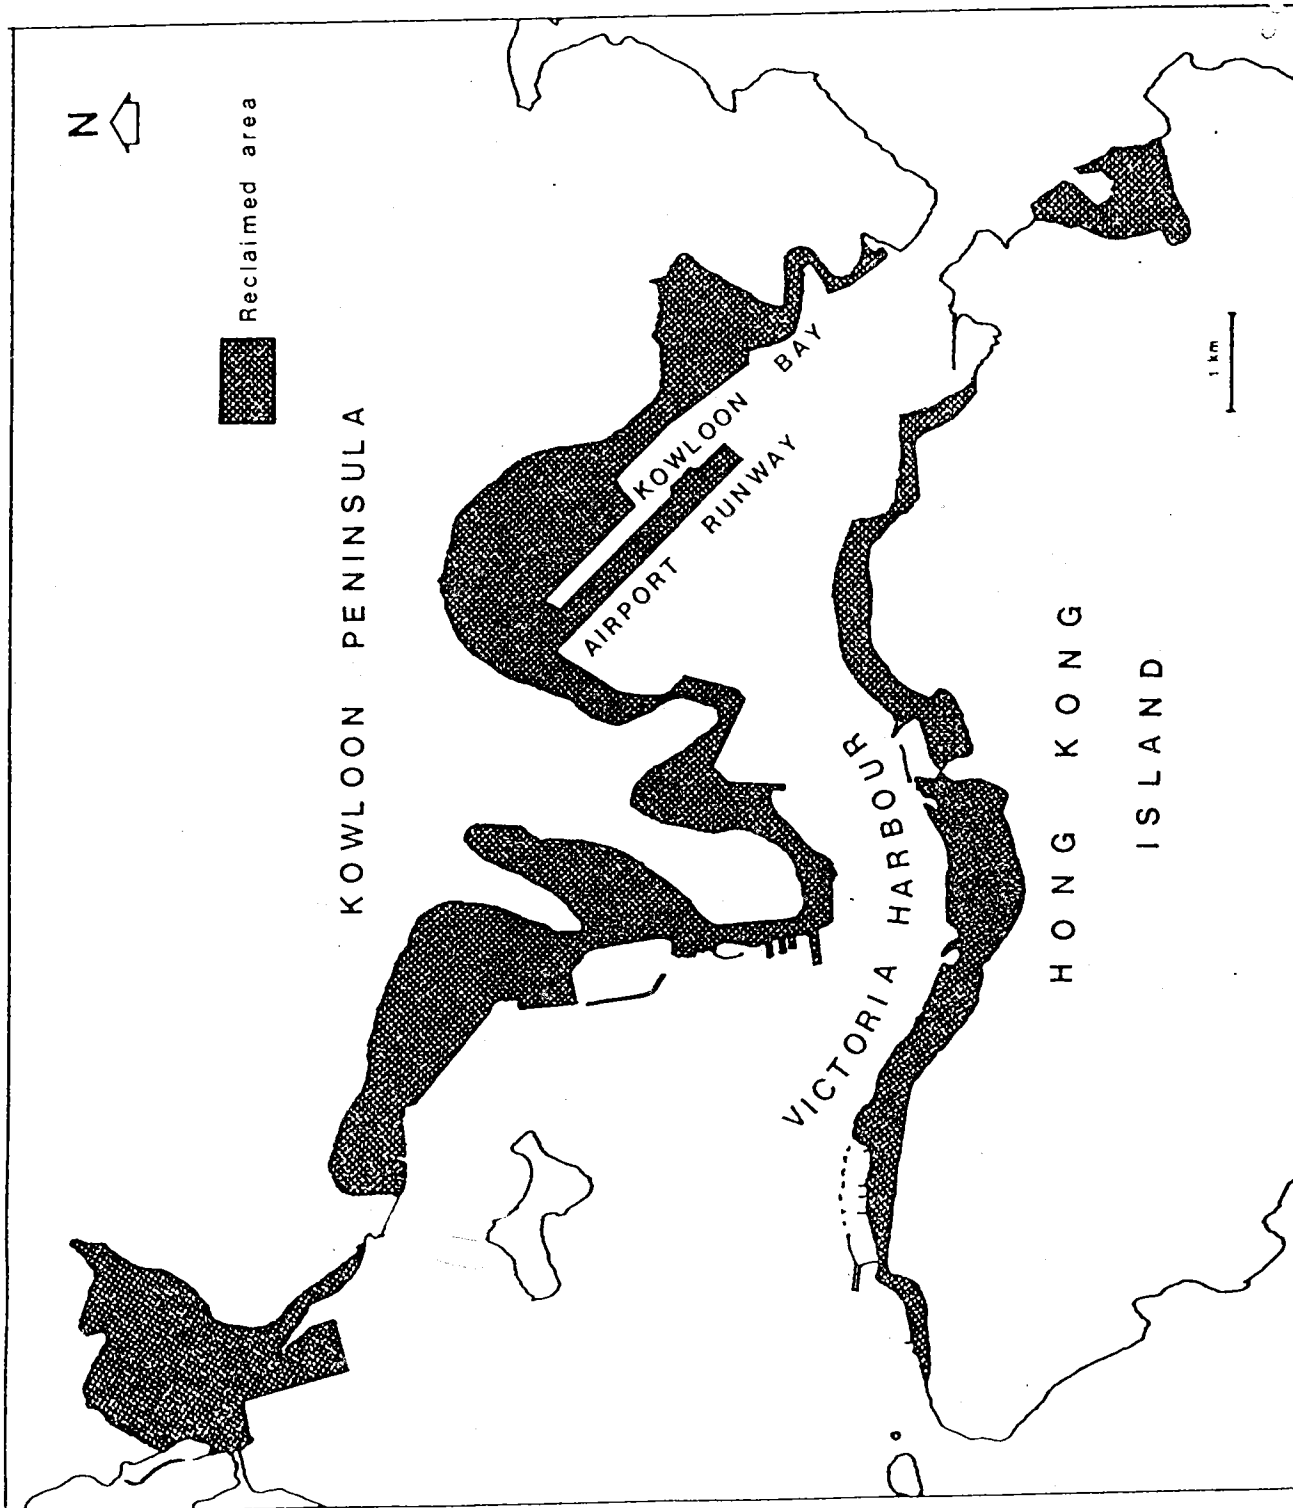 N
Reclaimed area
KOWLOON PENINSULA
KOWLOON BAY
AIRPORT RUNWAY
VICTORIA HARBOUR
HONG KONG
ISLAND
1 km